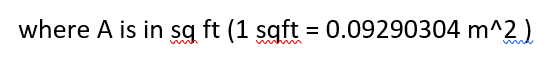 where A is in sq ft (1 sqft = 0.09290304 m^2 )